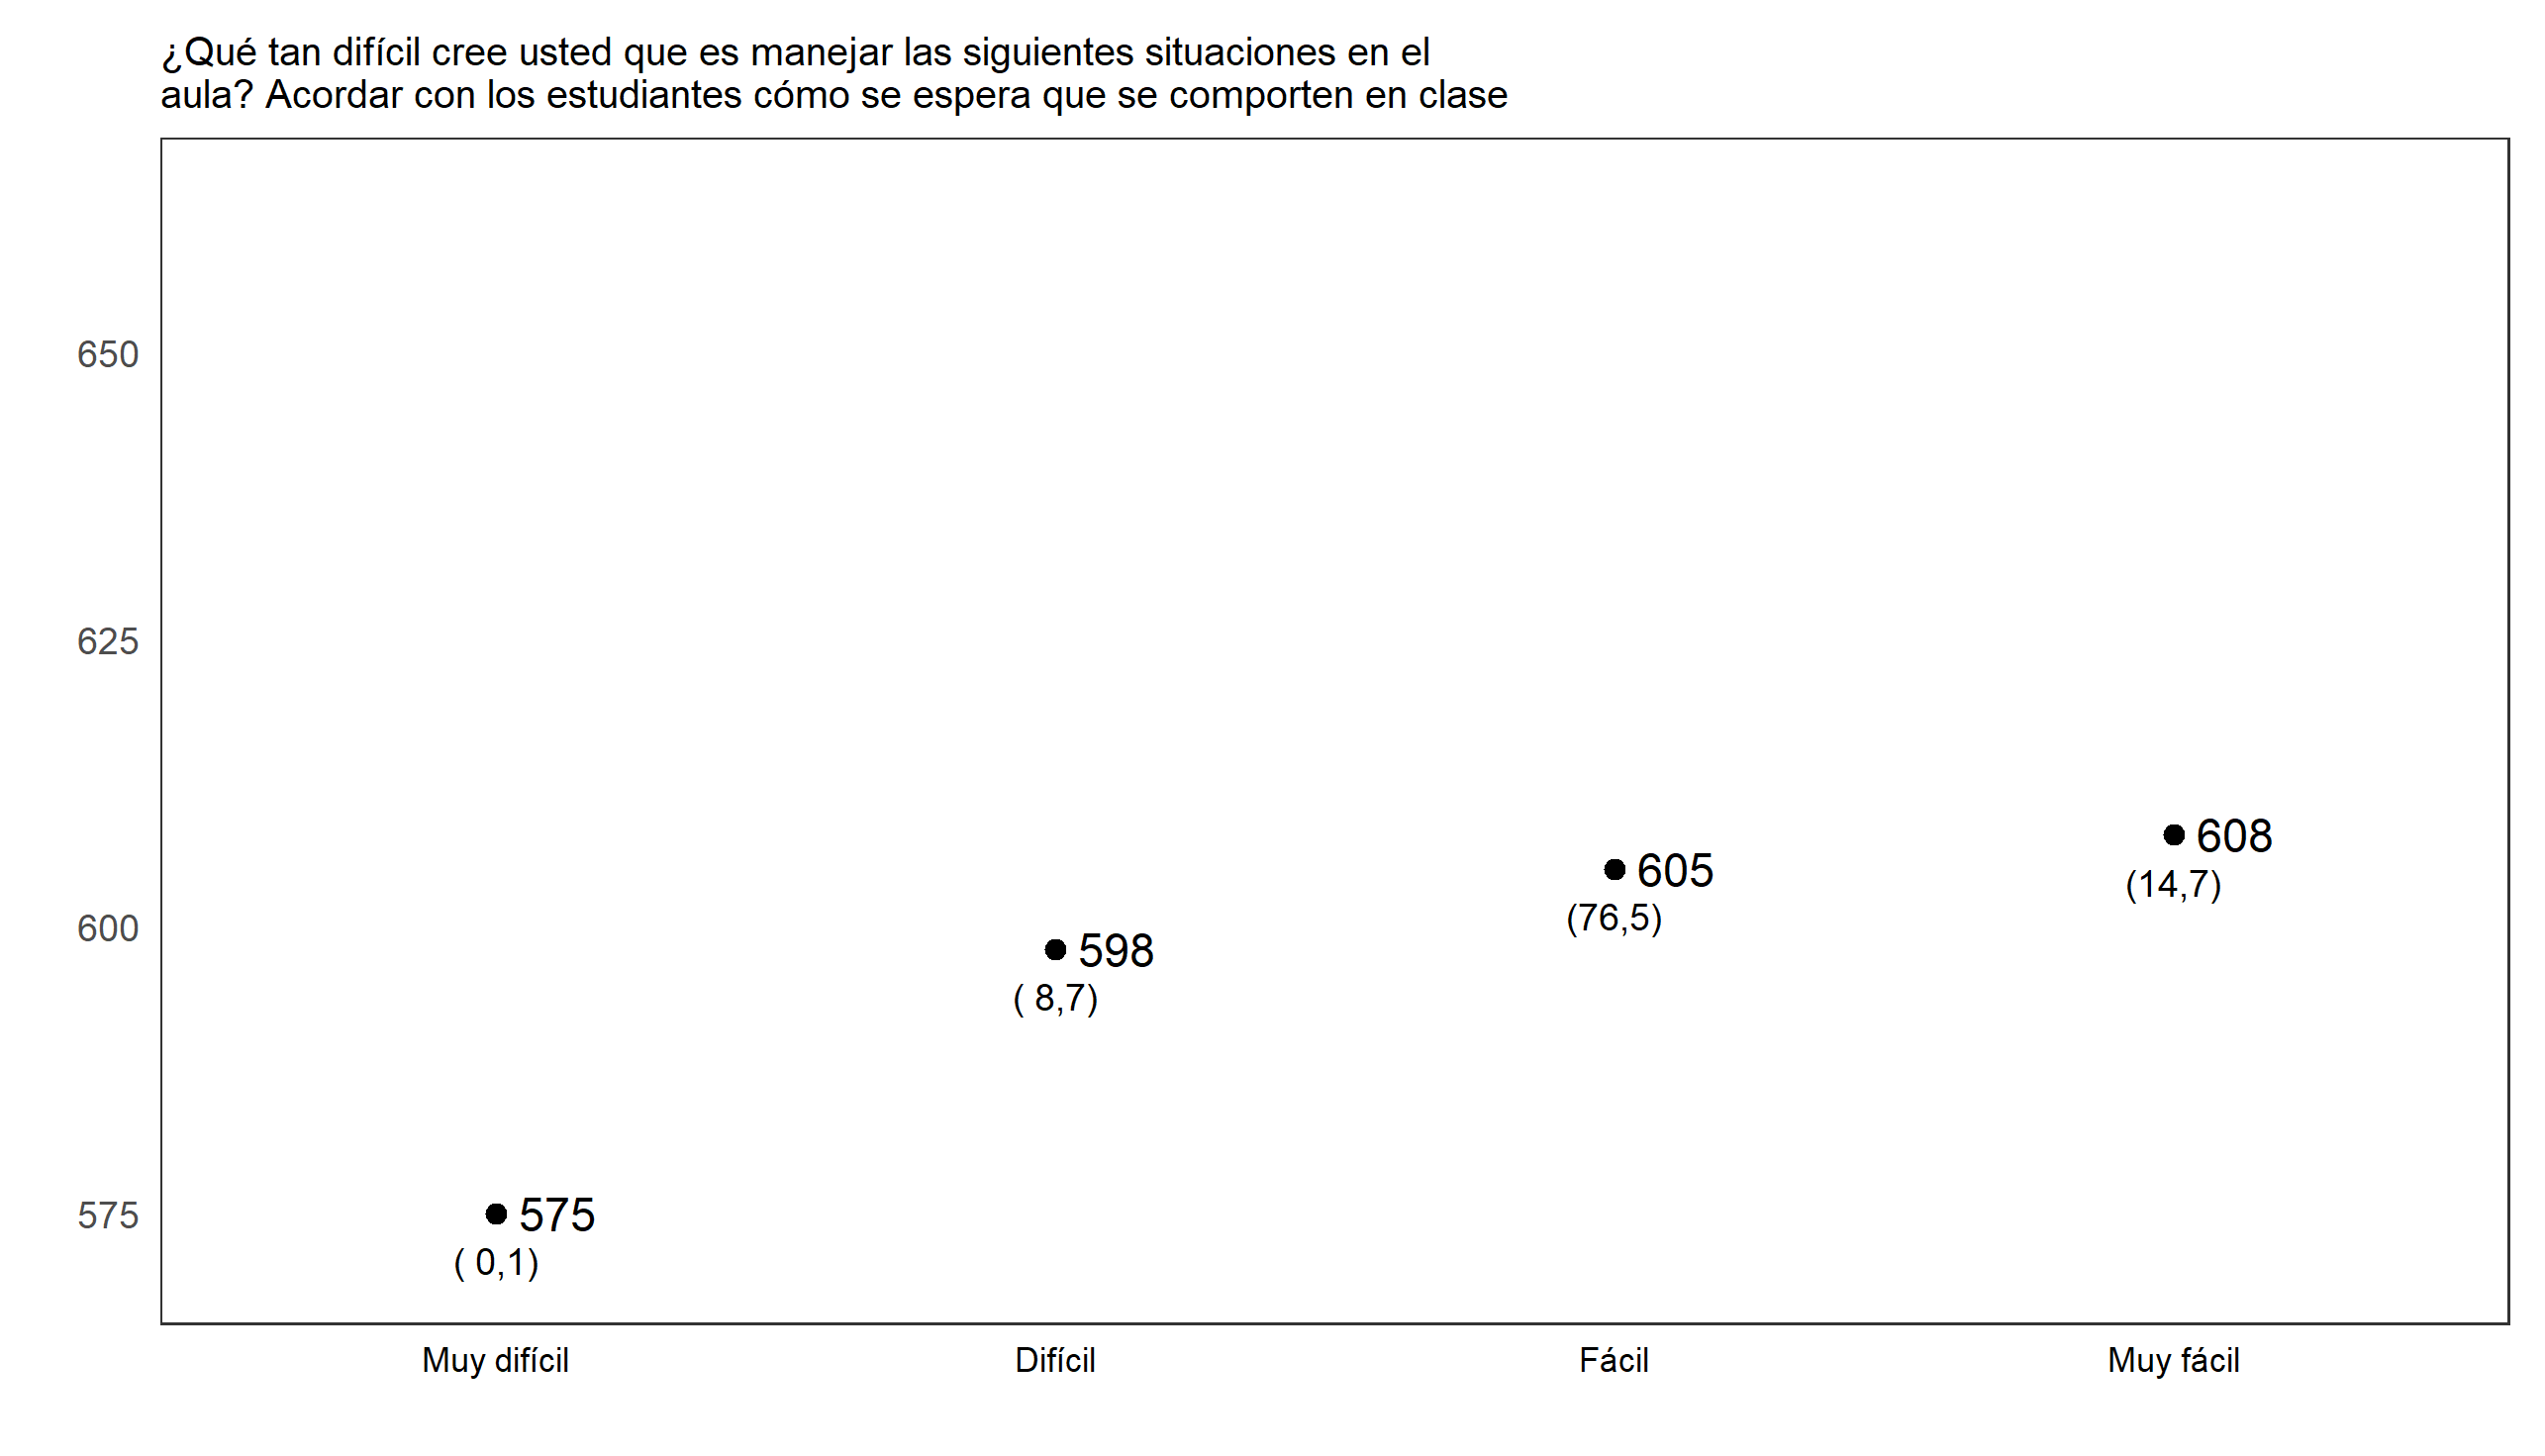 ¿Qué tan difícil cree usted que es manejar las siguientes situaciones en el
aula? Acordar con los estudiantes cómo se espera que se comporten en clase
650
625
600
575
608
(14,7)
605
(76,5)
598
( 8,7)
575
( 0,1)
Muy difícil
Difícil
Fácil
Muy fácil